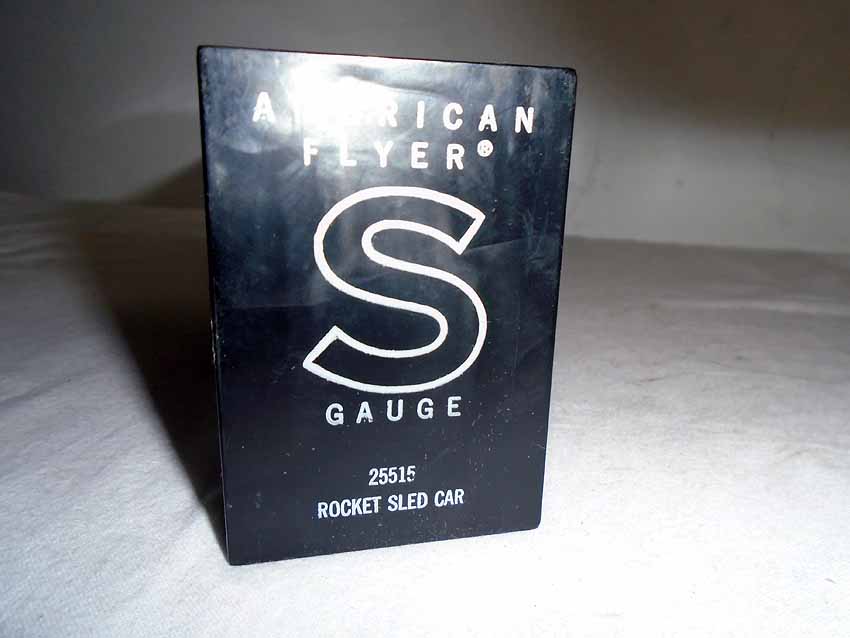 AMERICAN
FLYER®
S
GAUGE
25515
ROCKET SLED CAR